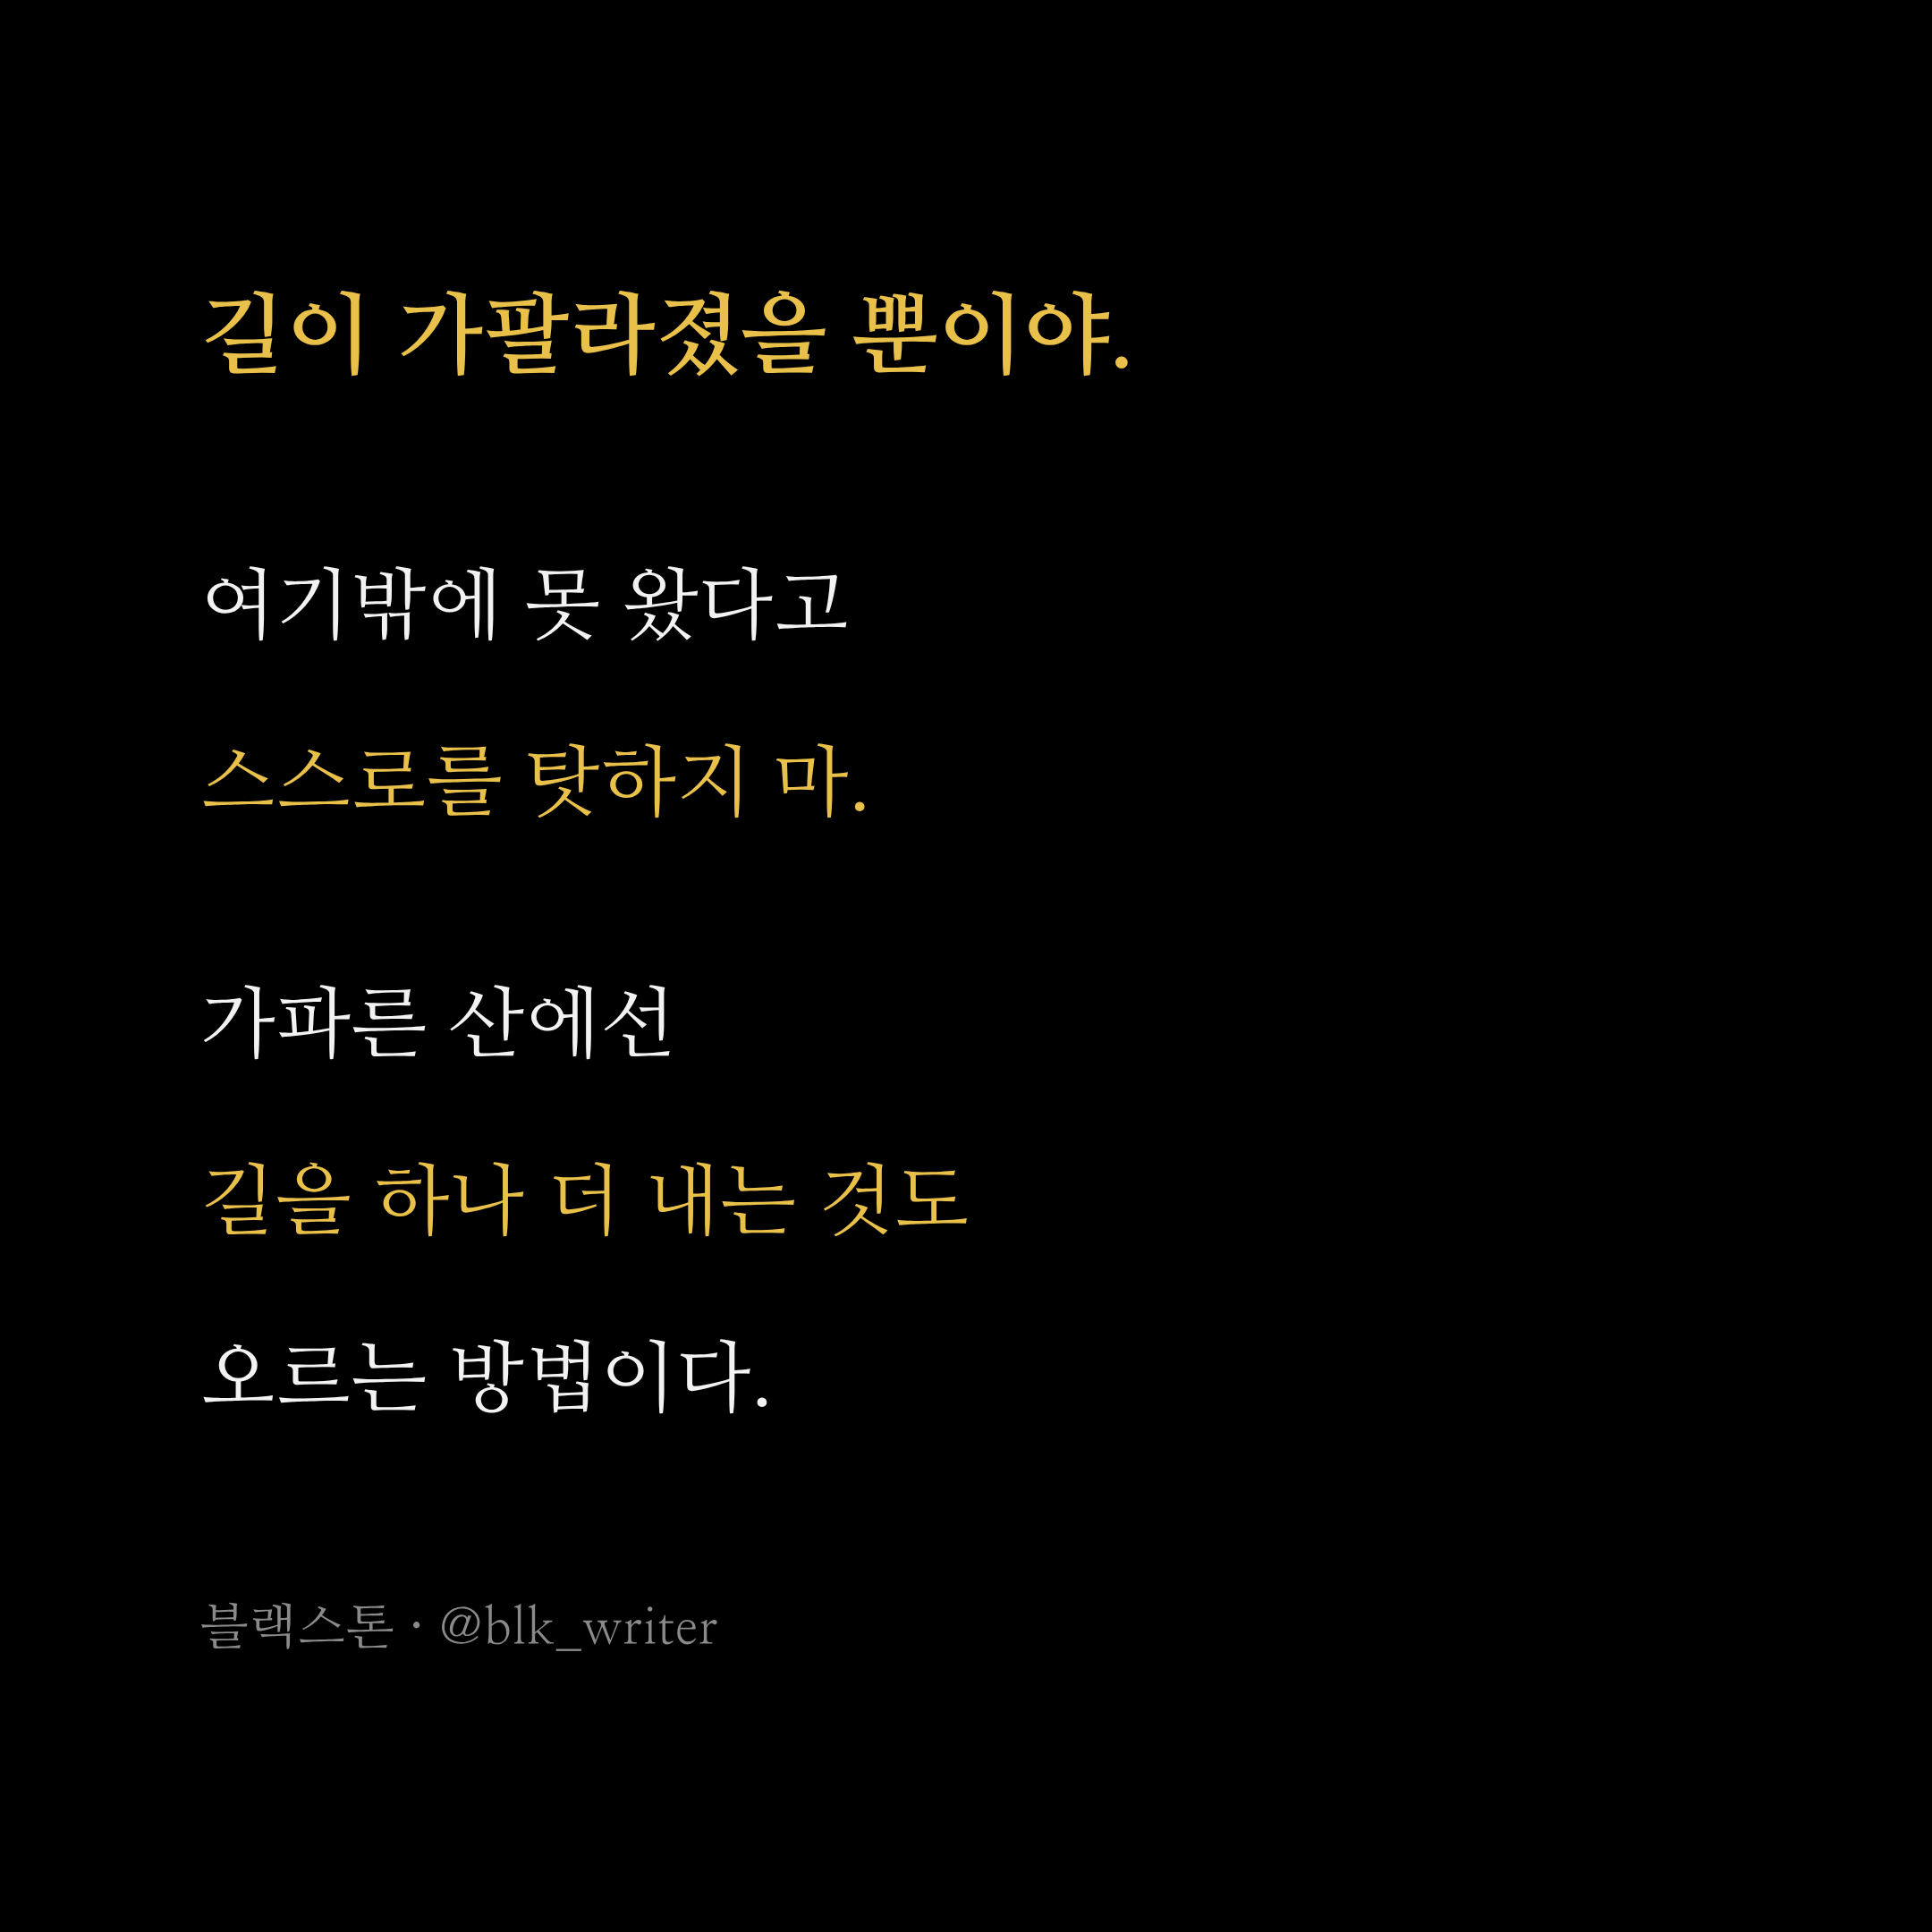 길이 가팔라졌을 뿐이야.
여기밖에 못 왔다고
스스로를 탓하지 마.
가파른 산에선
길을 하나 더 내는 것도
오르는 방법이다.
블랙스톤 · @blk_writer